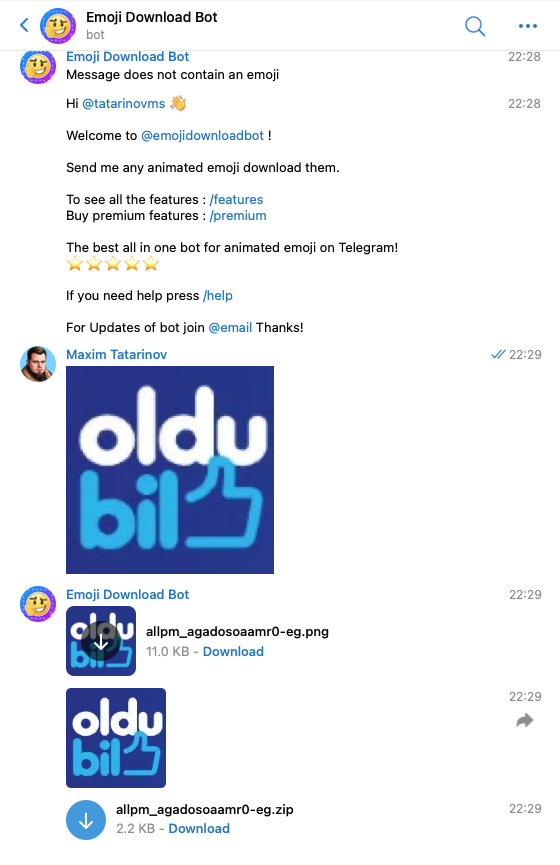 Emoji Download Bot
bot
Emoji Download Bot 22:28
Message does not contain an emoji
Hi @tatarinovms 👋 22:28
Welcome to @emojidownloadbot !
Send me any animated emoji download them.
To see all the features : /features
Buy premium features : /premium
The best all in one bot for animated emoji on Telegram!
⭐⭐⭐⭐⭐
If you need help press /help
For Updates of bot join @email Thanks!
Maxim Tatarinov 22:29
oldu
bil
Emoji Download Bot 22:29
oldu
bil
allpm_agadosoaamr0-eg.png
11.0 KB - Download
22:29
oldu
bil
allpm_agadosoaamr0-eg.zip 22:29
2.2 KB - Download